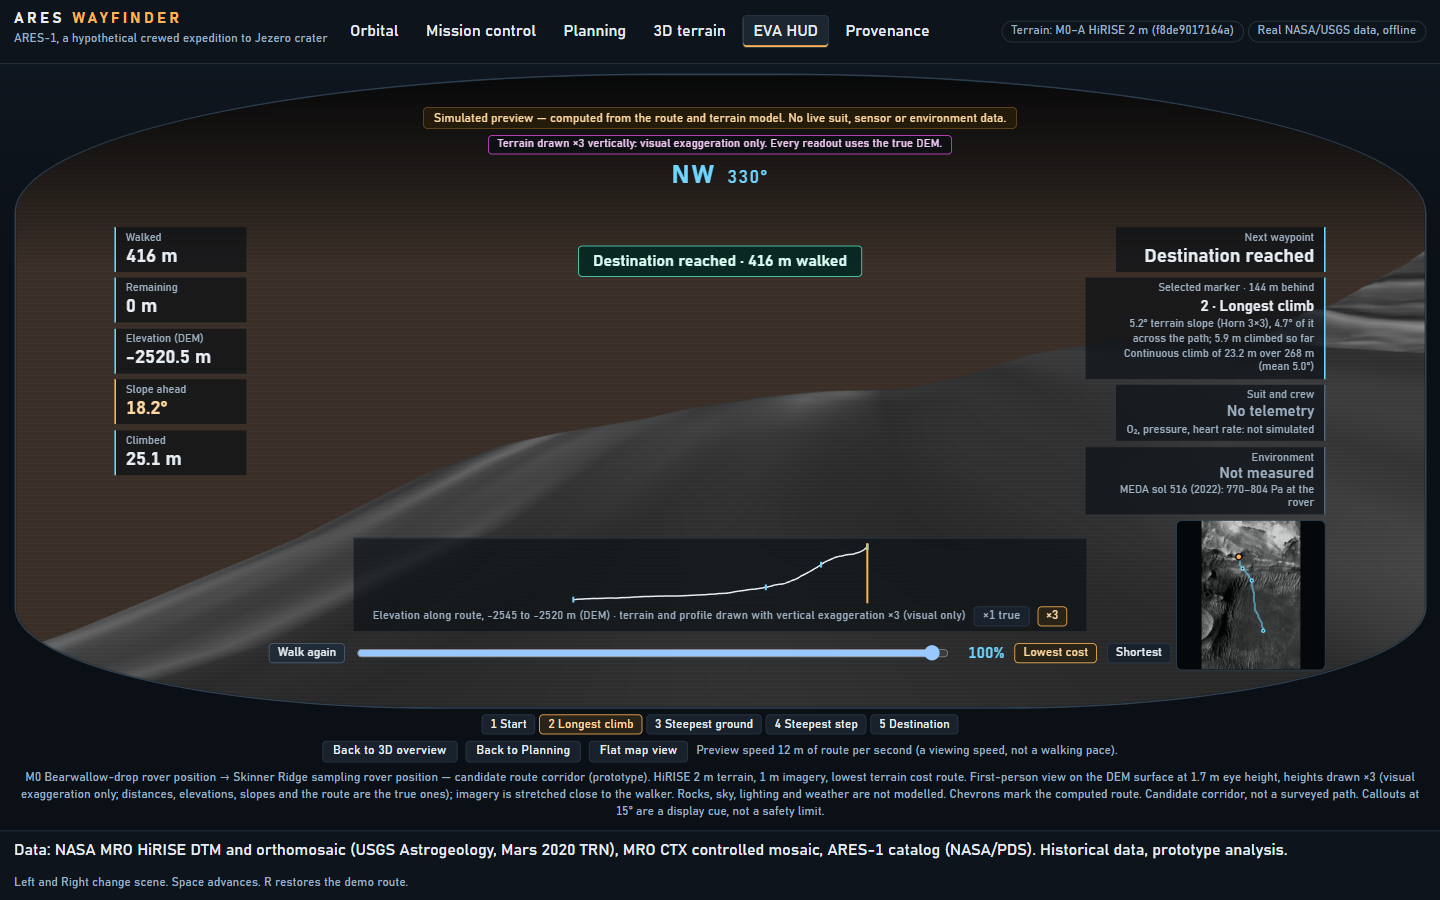 ARES WAYFINDER
ARES-1, a hypothetical crewed expedition to Jezero crater
Orbital
Mission control
Planning
3D terrain
EVA HUD
Provenance
Terrain: M0-A HiRISE 2 m (f8de9017164a)
Real NASA/USGS data, offline
Simulated preview — computed from the route and terrain model. No live suit, sensor or environment data.
Terrain drawn ×3 vertically: visual exaggeration only. Every readout uses the true DEM.
NW 330°
Walked
416 m
Remaining
0 m
Elevation (DEM)
-2520.5 m
Slope ahead
18.2°
Climbed
25.1 m
Destination reached · 416 m walked
Next waypoint
Destination reached
Selected marker · 144 m behind
2 · Longest climb
5.2° terrain slope (Horn 3×3), 4.7° of it
across the path; 5.9 m climbed so far
Continuous climb of 23.2 m over 268 m
(mean 5.0°)
Suit and crew
No telemetry
O₂, pressure, heart rate: not simulated
Environment
Not measured
MEDA sol 516 (2022): 770–804 Pa at the
rover
Elevation along route, -2545 to -2520 m (DEM) · terrain and profile drawn with vertical exaggeration ×3 (visual only)
×1 true
×3
Walk again
100%
Lowest cost
Shortest
1 Start
2 Longest climb
3 Steepest ground
4 Steepest step
5 Destination
Back to 3D overview
Back to Planning
Flat map view
Preview speed 12 m of route per second (a viewing speed, not a walking pace).
M0 Bearwallow-drop rover position → Skinner Ridge sampling rover position — candidate route corridor (prototype). HiRISE 2 m terrain, 1 m imagery, lowest terrain cost route. First-person view on the DEM surface at 1.7 m eye height, heights drawn ×3 (visual
exaggeration only; distances, elevations, slopes and the route are the true ones); imagery is stretched close to the walker. Rocks, sky, lighting and weather are not modelled. Chevrons mark the computed route. Candidate corridor, not a surveyed path. Callouts at
15° are a display cue, not a safety limit.
Data: NASA MRO HiRISE DTM and orthomosaic (USGS Astrogeology, Mars 2020 TRN), MRO CTX controlled mosaic, ARES-1 catalog (NASA/PDS). Historical data, prototype analysis.
Left and Right change scene. Space advances. R restores the demo route.